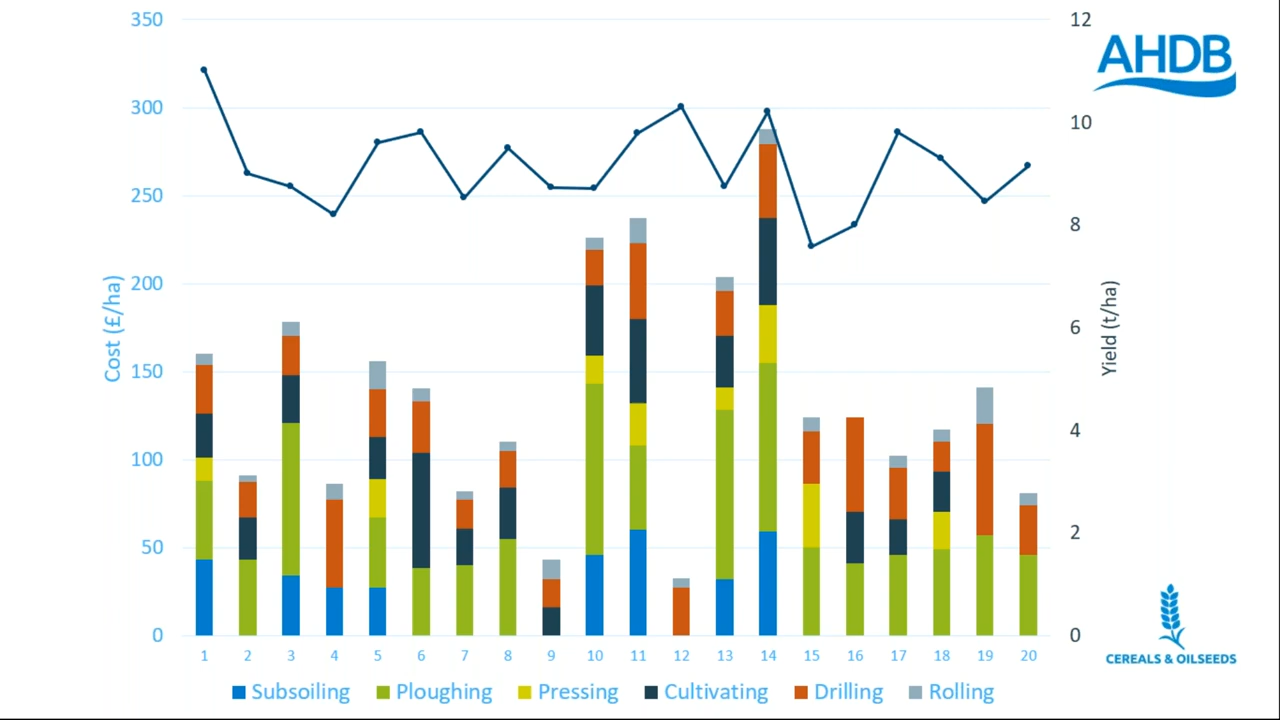 350
300
250
200
150
100
50
0
Cost (£/ha)
12
10
8
6
4
2
0
Yield (t/ha)
1 2 3 4 5 6 7 8 9 10 11 12 13 14 15 16 17 18 19 20
Subsoiling Ploughing Pressing Cultivating Drilling Rolling
AHDB
CEREALS & OILSEEDS